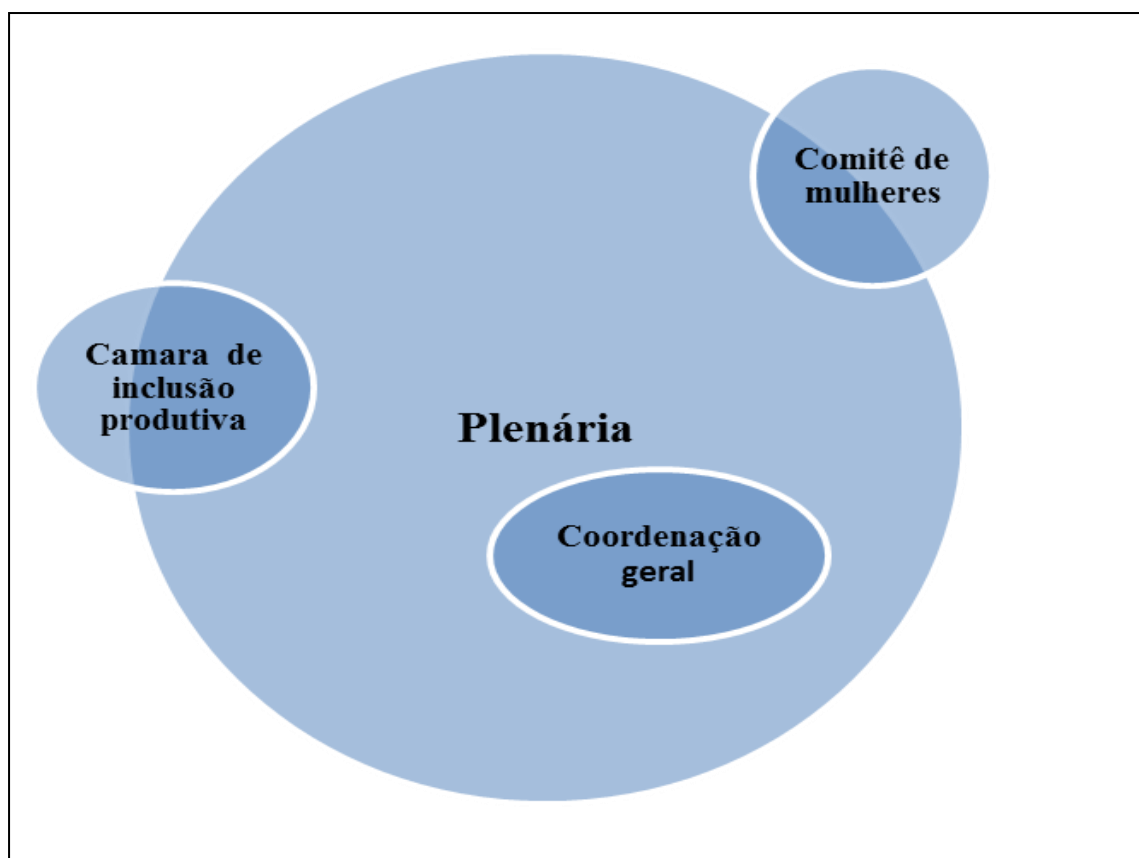 Comitê de
mulheres
Camara de
inclusão
produtiva
Plenária
Coordenação
geral